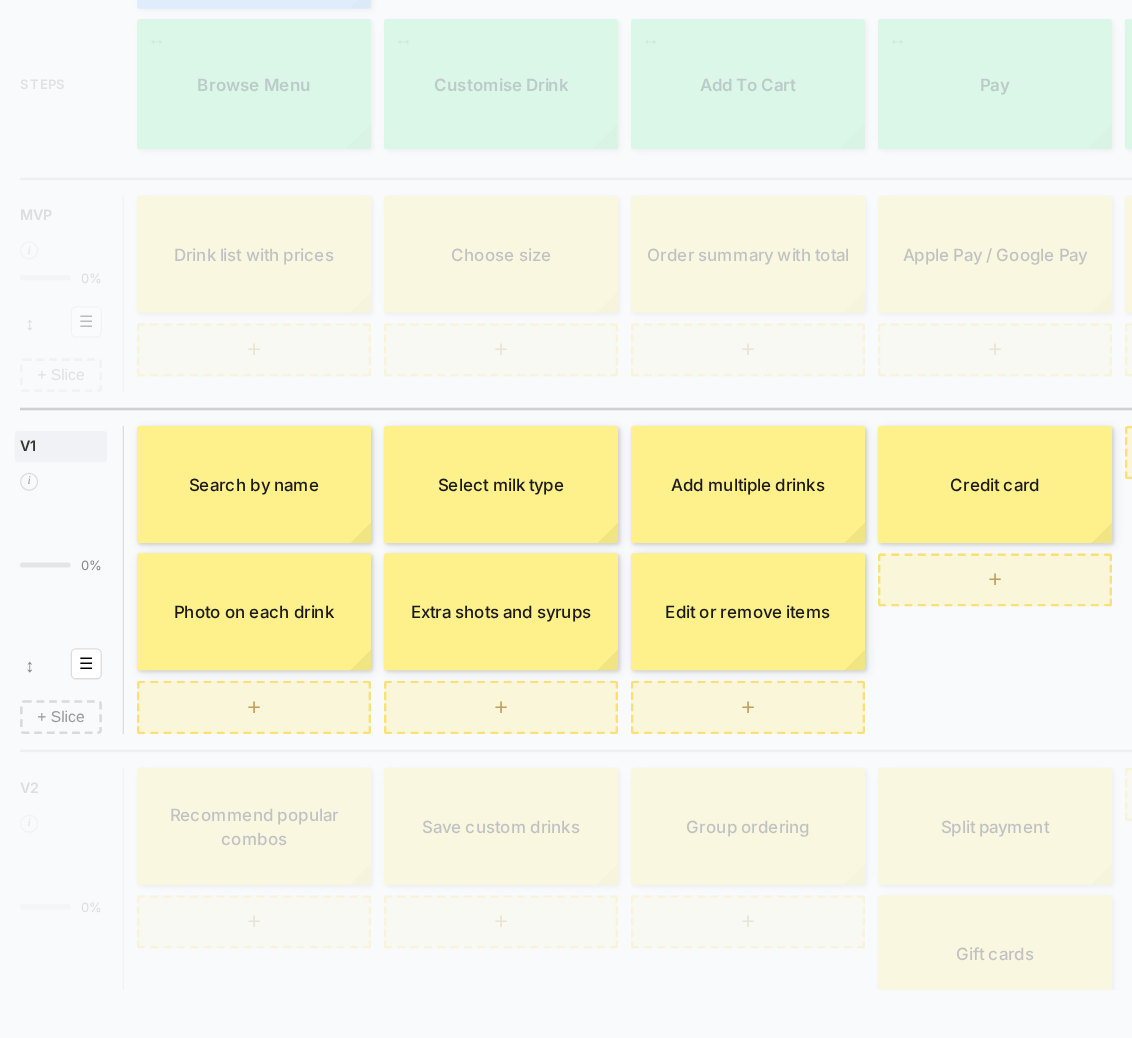 STEPS
Browse Menu
Customise Drink
Add To Cart
Pay
MVP
i
0%
↕
☰
+ Slice
Drink list with prices
Choose size
Order summary with total
Apple Pay / Google Pay
+
+
+
+
V1
i
0%
↕
☰
+ Slice
Search by name
Select milk type
Add multiple drinks
Credit card
Photo on each drink
Extra shots and syrups
Edit or remove items
+
+
+
+
V2
i
0%
Recommend popular
combos
Save custom drinks
Group ordering
Split payment
+
+
+
Gift cards